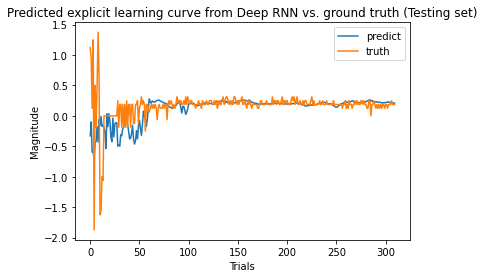 Predicted explicit learning curve from Deep RNN vs. ground truth (Testing set)
predict
truth
1.5
1.0
0.5
0.0
−0.5
−1.0
−1.5
−2.0
Magnitude
0 50 100 150 200 250 300
Trials